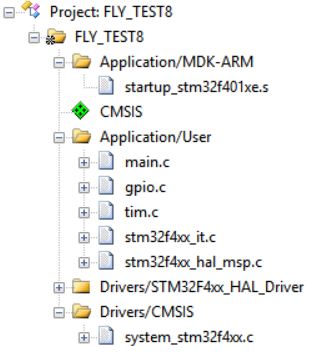 Project: FLY_TEST8
FLY_TEST8
Application/MDK-ARM
startup_stm32f401xe.s
CMSIS
Application/User
main.c
gpio.c
tim.c
stm32f4xx_it.c
stm32f4xx_hal_msp.c
Drivers/STM32F4xx_HAL_Driver
Drivers/CMSIS
system_stm32f4xx.c